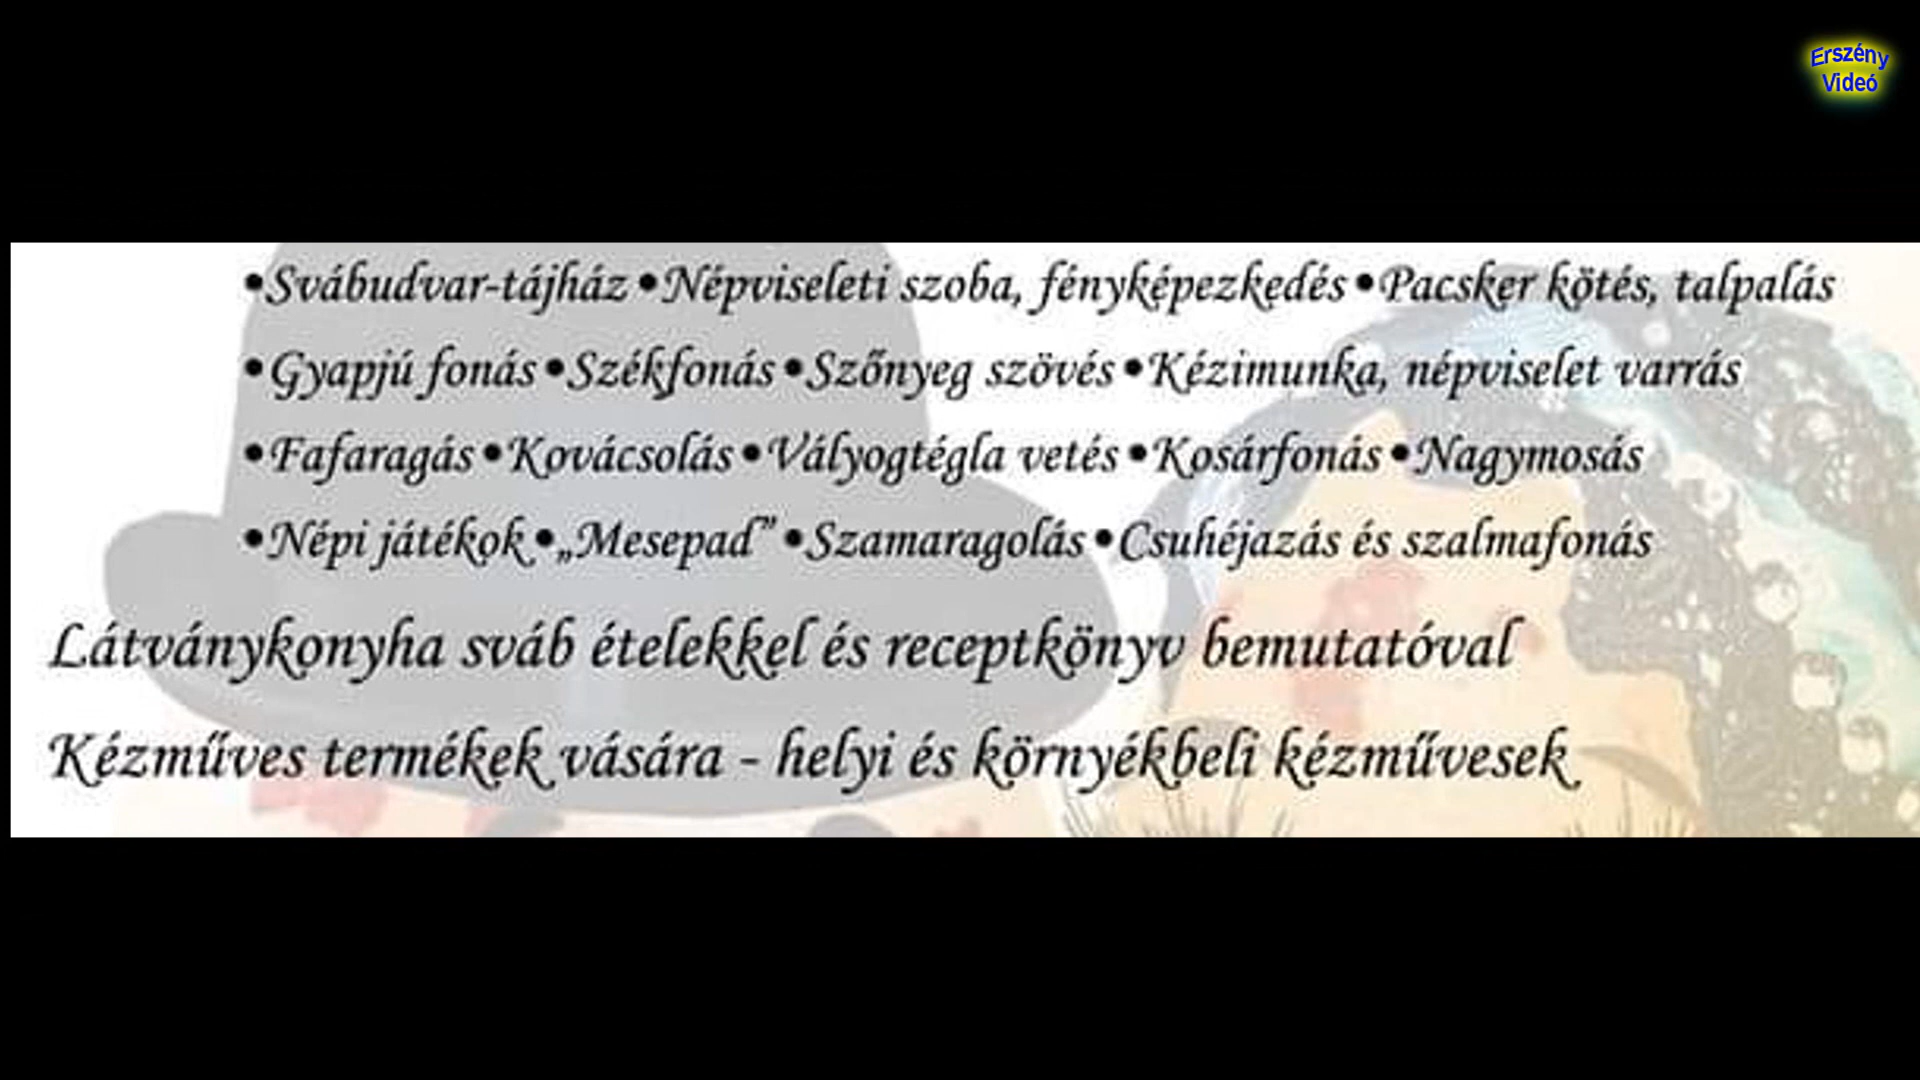 Erszény
Videó
•Svábudvar-tájház •Népviseleti szoba, fényképezkedés •Pacsker kötés, talpalás
•Gyapjú fonás •Székfonás •Szőnyeg szövés •Kézimunka, népviselet varrás
•Fafaragás •Kovácsolás •Vályogtégla vetés •Kosárfonás •Nagymosás
•Népi játékok •„Mesepad” •Szamaragolás •Csuhéjazás és szalmafonás
Látványkonyha sváb ételekkel és receptkönyv bemutatóval
Kézműves termékek vására - helyi és környékbeli kézművesek